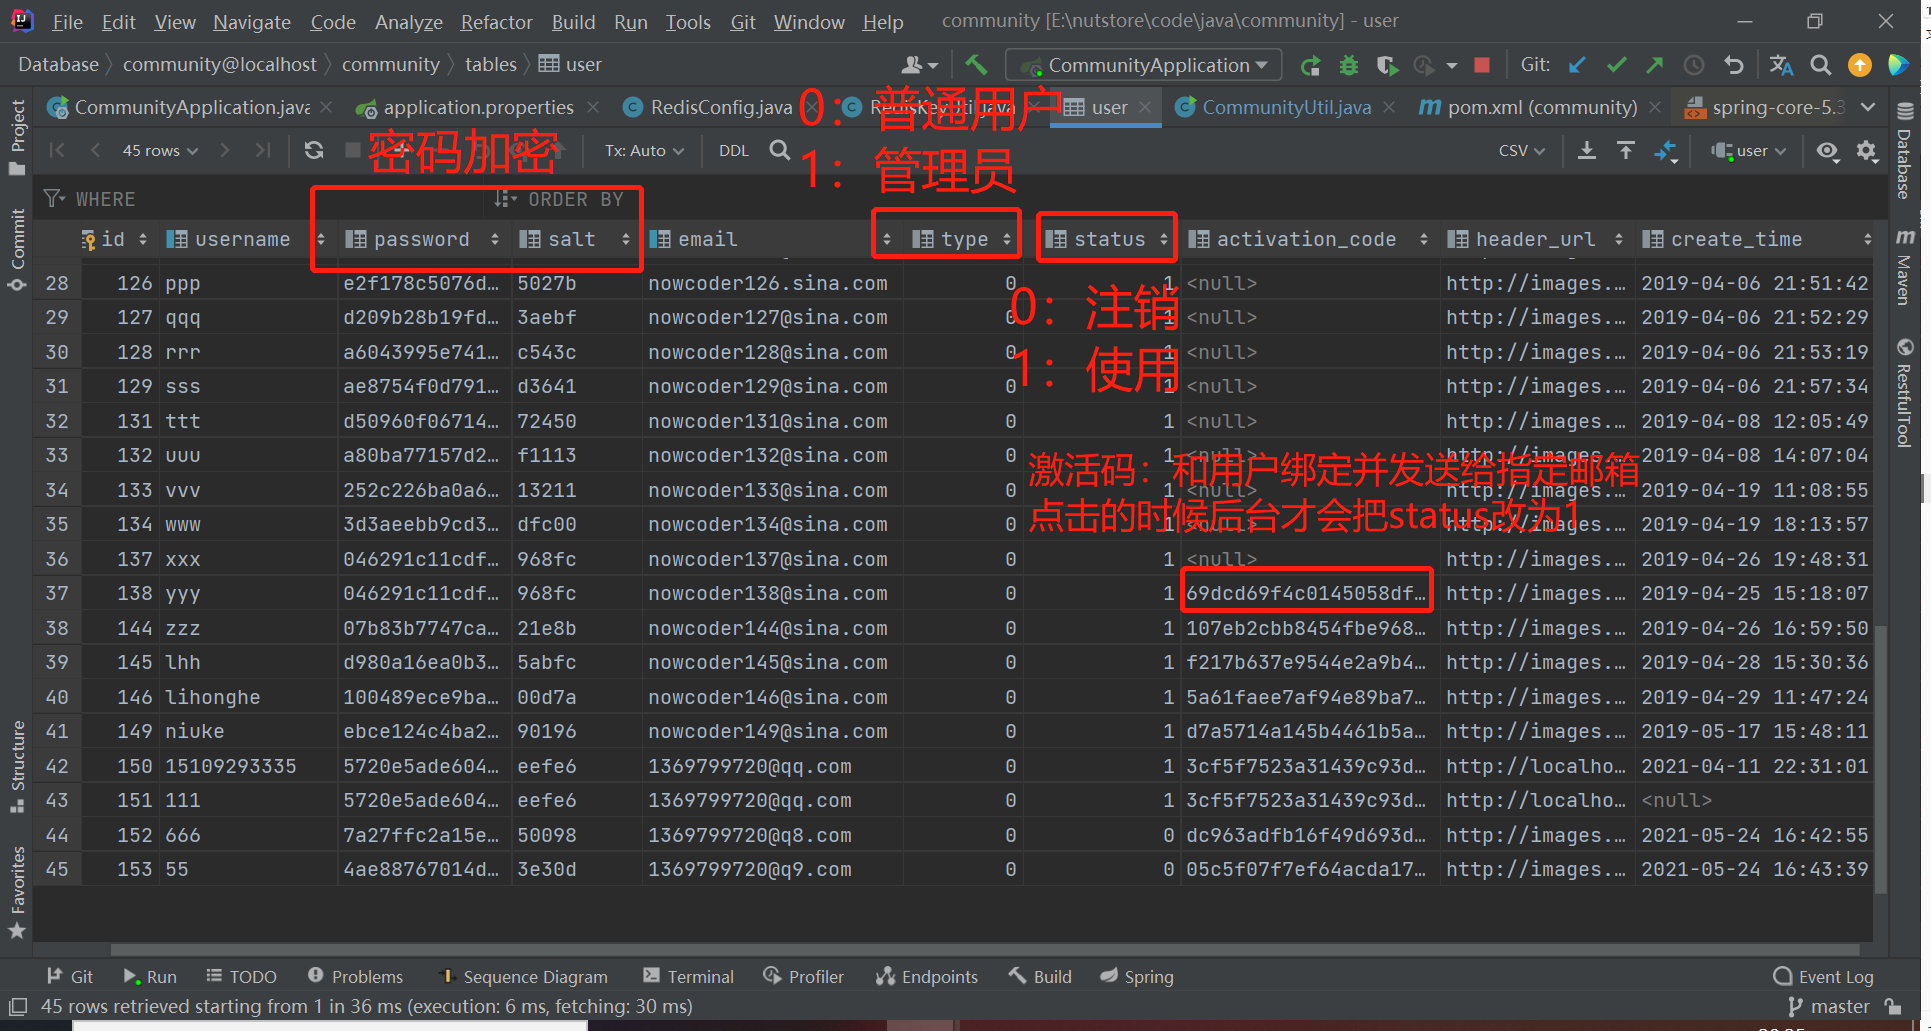 File Edit View Navigate Code Analyze Refactor Build Run Tools Git Window Help community [E:\nutstore\code\java\community] - user
Database community@localhost community tables user CommunityApplication Git:
CommunityApplication.java application.properties RedisConfig.java user CommunityUtil.java pom.xml (community) spring-core-5.3
0：普通用户
1：管理员
密码加密
45 rows Tx: Auto DDL CSV user
WHERE ORDER BY
id username password salt email type status activation_code header_url create_time
28 126 ppp e2f178c5076d… 5027b nowcoder126.sina.com 0 1 <null> http://images.… 2019-04-06 21:51:42
0：注销
29 127 qqq d209b28b19fd… 3aebf nowcoder127@sina.com 0 1 <null> http://images.… 2019-04-06 21:52:29
30 128 rrr a6043995e741… c543c nowcoder128@sina.com 0 1 <null> http://images.… 2019-04-06 21:53:19
1：使用
31 129 sss ae8754f0d791… d3641 nowcoder129@sina.com 0 1 <null> http://images.… 2019-04-06 21:57:34
32 131 ttt d50960f06714… 72450 nowcoder131@sina.com 0 1 <null> http://images.… 2019-04-08 12:05:49
33 132 uuu a80ba77157d2… f1113 nowcoder132@sina.com 0 1 <null> http://images.… 2019-04-08 14:07:04
激活码：和用户绑定并发送给指定邮箱
34 133 vvv 252c226ba0a6… 13211 nowcoder133@sina.com 0 1 <null> http://images.… 2019-04-19 11:08:55
点击的时候后台才会把status改为1
35 134 www 3d3aeebb9cd3… dfc00 nowcoder134@sina.com 0 1 <null> http://images.… 2019-04-19 18:13:57
36 137 xxx 046291c11cdf… 968fc nowcoder137@sina.com 0 1 <null> http://images.… 2019-04-26 19:48:31
37 138 yyy 046291c11cdf… 968fc nowcoder138@sina.com 0 1 69dcd69f4c0145058df… http://images.… 2019-04-25 15:18:07
38 144 zzz 07b83b7747ca… 21e8b nowcoder144@sina.com 0 1 107eb2cbb8454fbe968… http://images.… 2019-04-26 16:59:50
39 145 lhh d980a16ea0b3… 5abfc nowcoder145@sina.com 0 1 f217b637e9544e2a9b4… http://images.… 2019-04-28 15:30:36
40 146 lihonghe 100489ece9ba… 00d7a nowcoder146@sina.com 0 1 5a61faee7af94e89ba7… http://images.… 2019-04-29 11:47:24
41 149 niuke ebce124c4ba2… 90196 nowcoder149@sina.com 0 1 d7a5714a145b4461b5a… http://images.… 2019-05-17 15:48:11
42 150 15109293335 5720e5ade604… eefe6 1369799720@qq.com 0 1 3cf5f7523a31439c93d… http://localho… 2021-04-11 22:31:01
43 151 111 5720e5ade604… eefe6 1369799720@qq.com 0 1 3cf5f7523a31439c93d… http://localho… <null>
44 152 666 7a27ffc2a15e… 50098 1369799720@q8.com 0 0 dc963adfb16f49d693d… http://images.… 2021-05-24 16:42:55
45 153 55 4ae88767014d… 3e30d 1369799720@q9.com 0 0 05c5f07f7ef64acda17… http://images.… 2021-05-24 16:43:39
Project
Commit
Structure
Favorites
Database
Maven
RestfulTool
Git Run TODO Problems Sequence Diagram Terminal Profiler Endpoints Build Spring Event Log
45 rows retrieved starting from 1 in 36 ms (execution: 6 ms, fetching: 30 ms) master